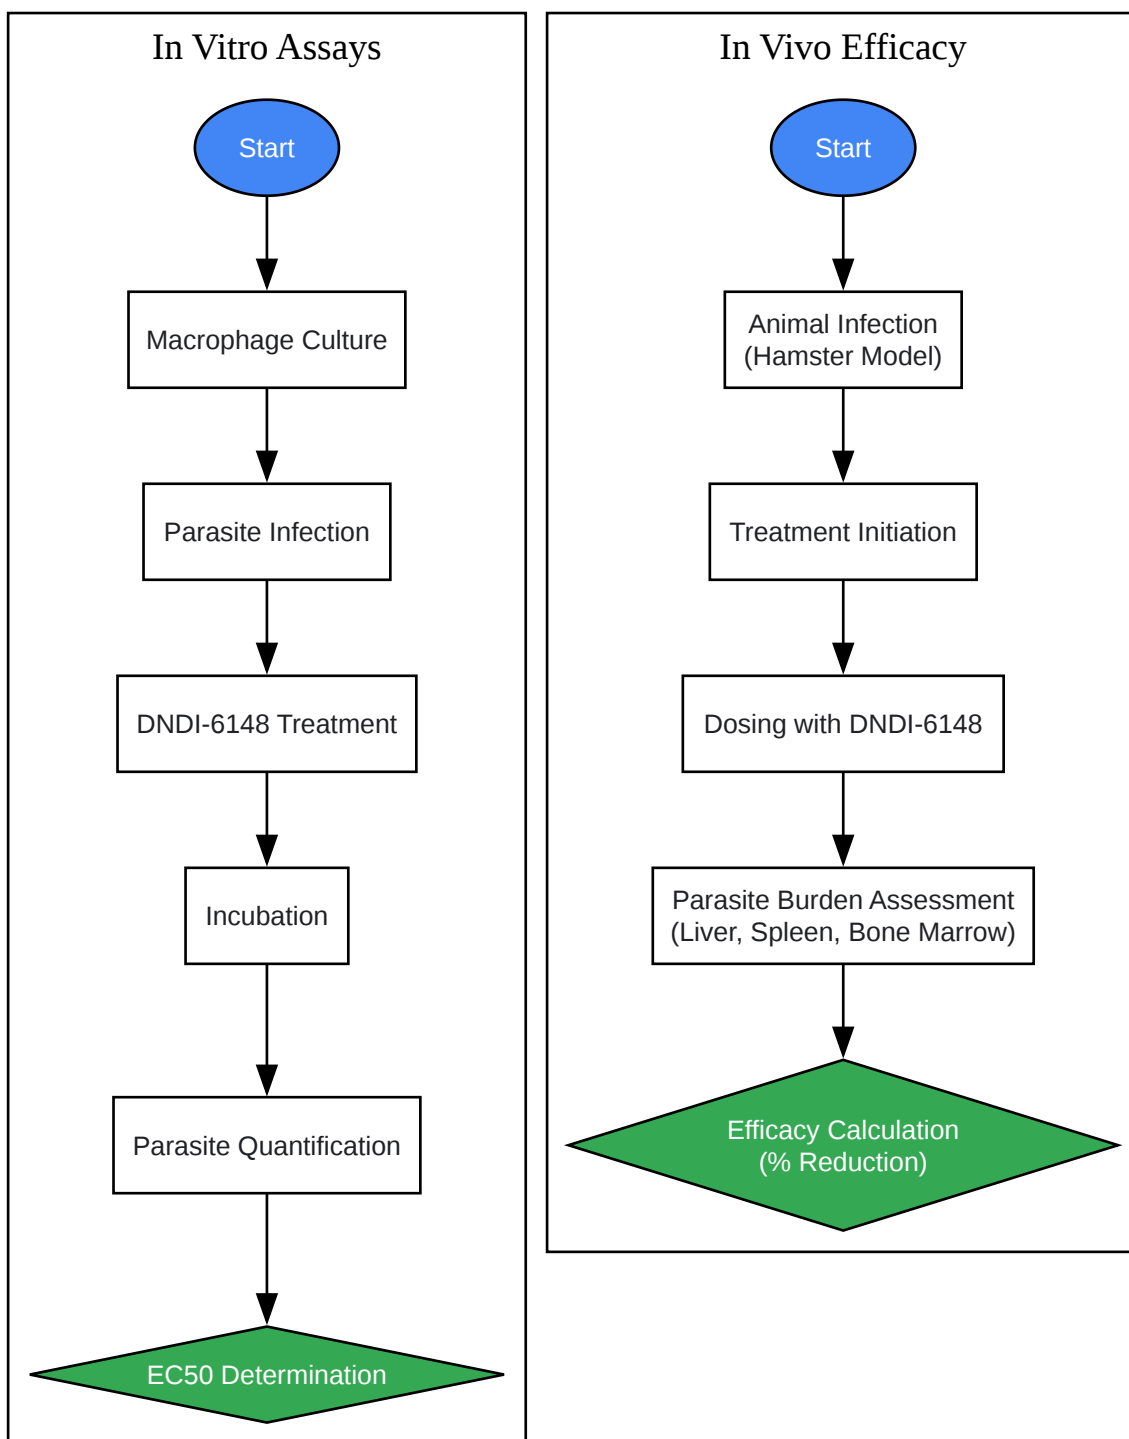 In Vitro Assays
Start
Macrophage Culture
Parasite Infection
DNDI-6148 Treatment
Incubation
Parasite Quantification
EC50 Determination
In Vivo Efficacy
Start
Animal Infection
(Hamster Model)
Treatment Initiation
Dosing with DNDI-6148
Parasite Burden Assessment
(Liver, Spleen, Bone Marrow)
Efficacy Calculation
(% Reduction)